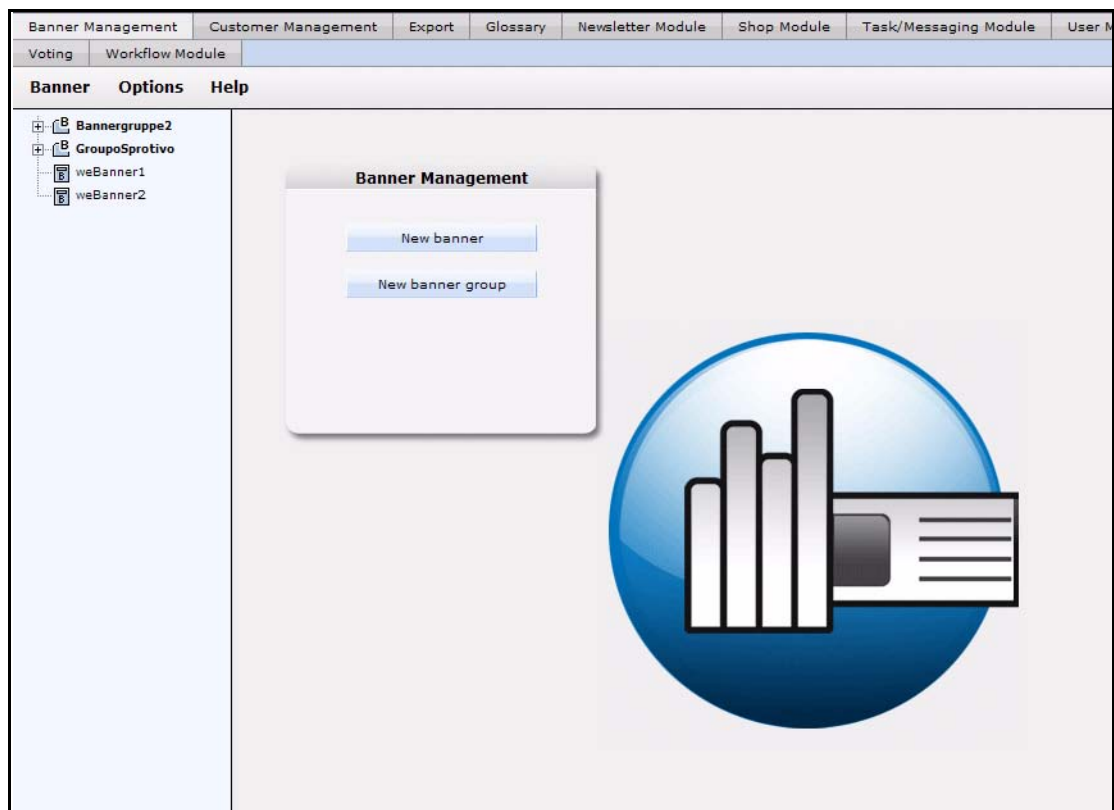 Banner Management Customer Management Export Glossary Newsletter Module Shop Module Task/Messaging Module User
Voting Workflow Module
Banner Options Help
Bannergruppe2
GroupoSprotivo
weBanner1
weBanner2
Banner Management
New banner
New banner group